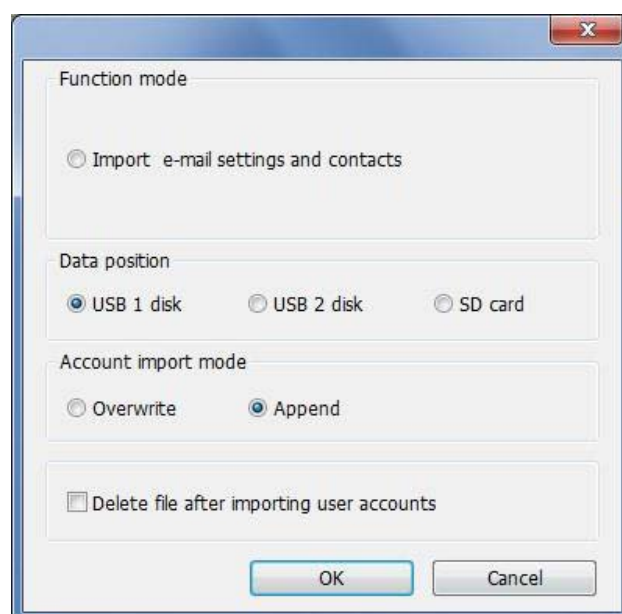 Function mode
Import e-mail settings and contacts
Data position
USB 1 disk USB 2 disk SD card
Account import mode
Overwrite Append
Delete file after importing user accounts
OK Cancel